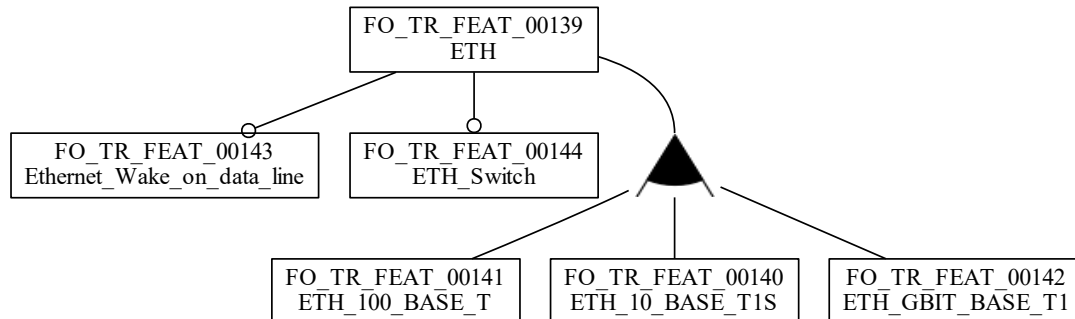 FO_TR_FEAT_00139
ETH
FO_TR_FEAT_00143
Ethernet_Wake_on_data_line
FO_TR_FEAT_00144
ETH_Switch
FO_TR_FEAT_00141
ETH_100_BASE_T
FO_TR_FEAT_00140
ETH_10_BASE_T1S
FO_TR_FEAT_00142
ETH_GBIT_BASE_T1